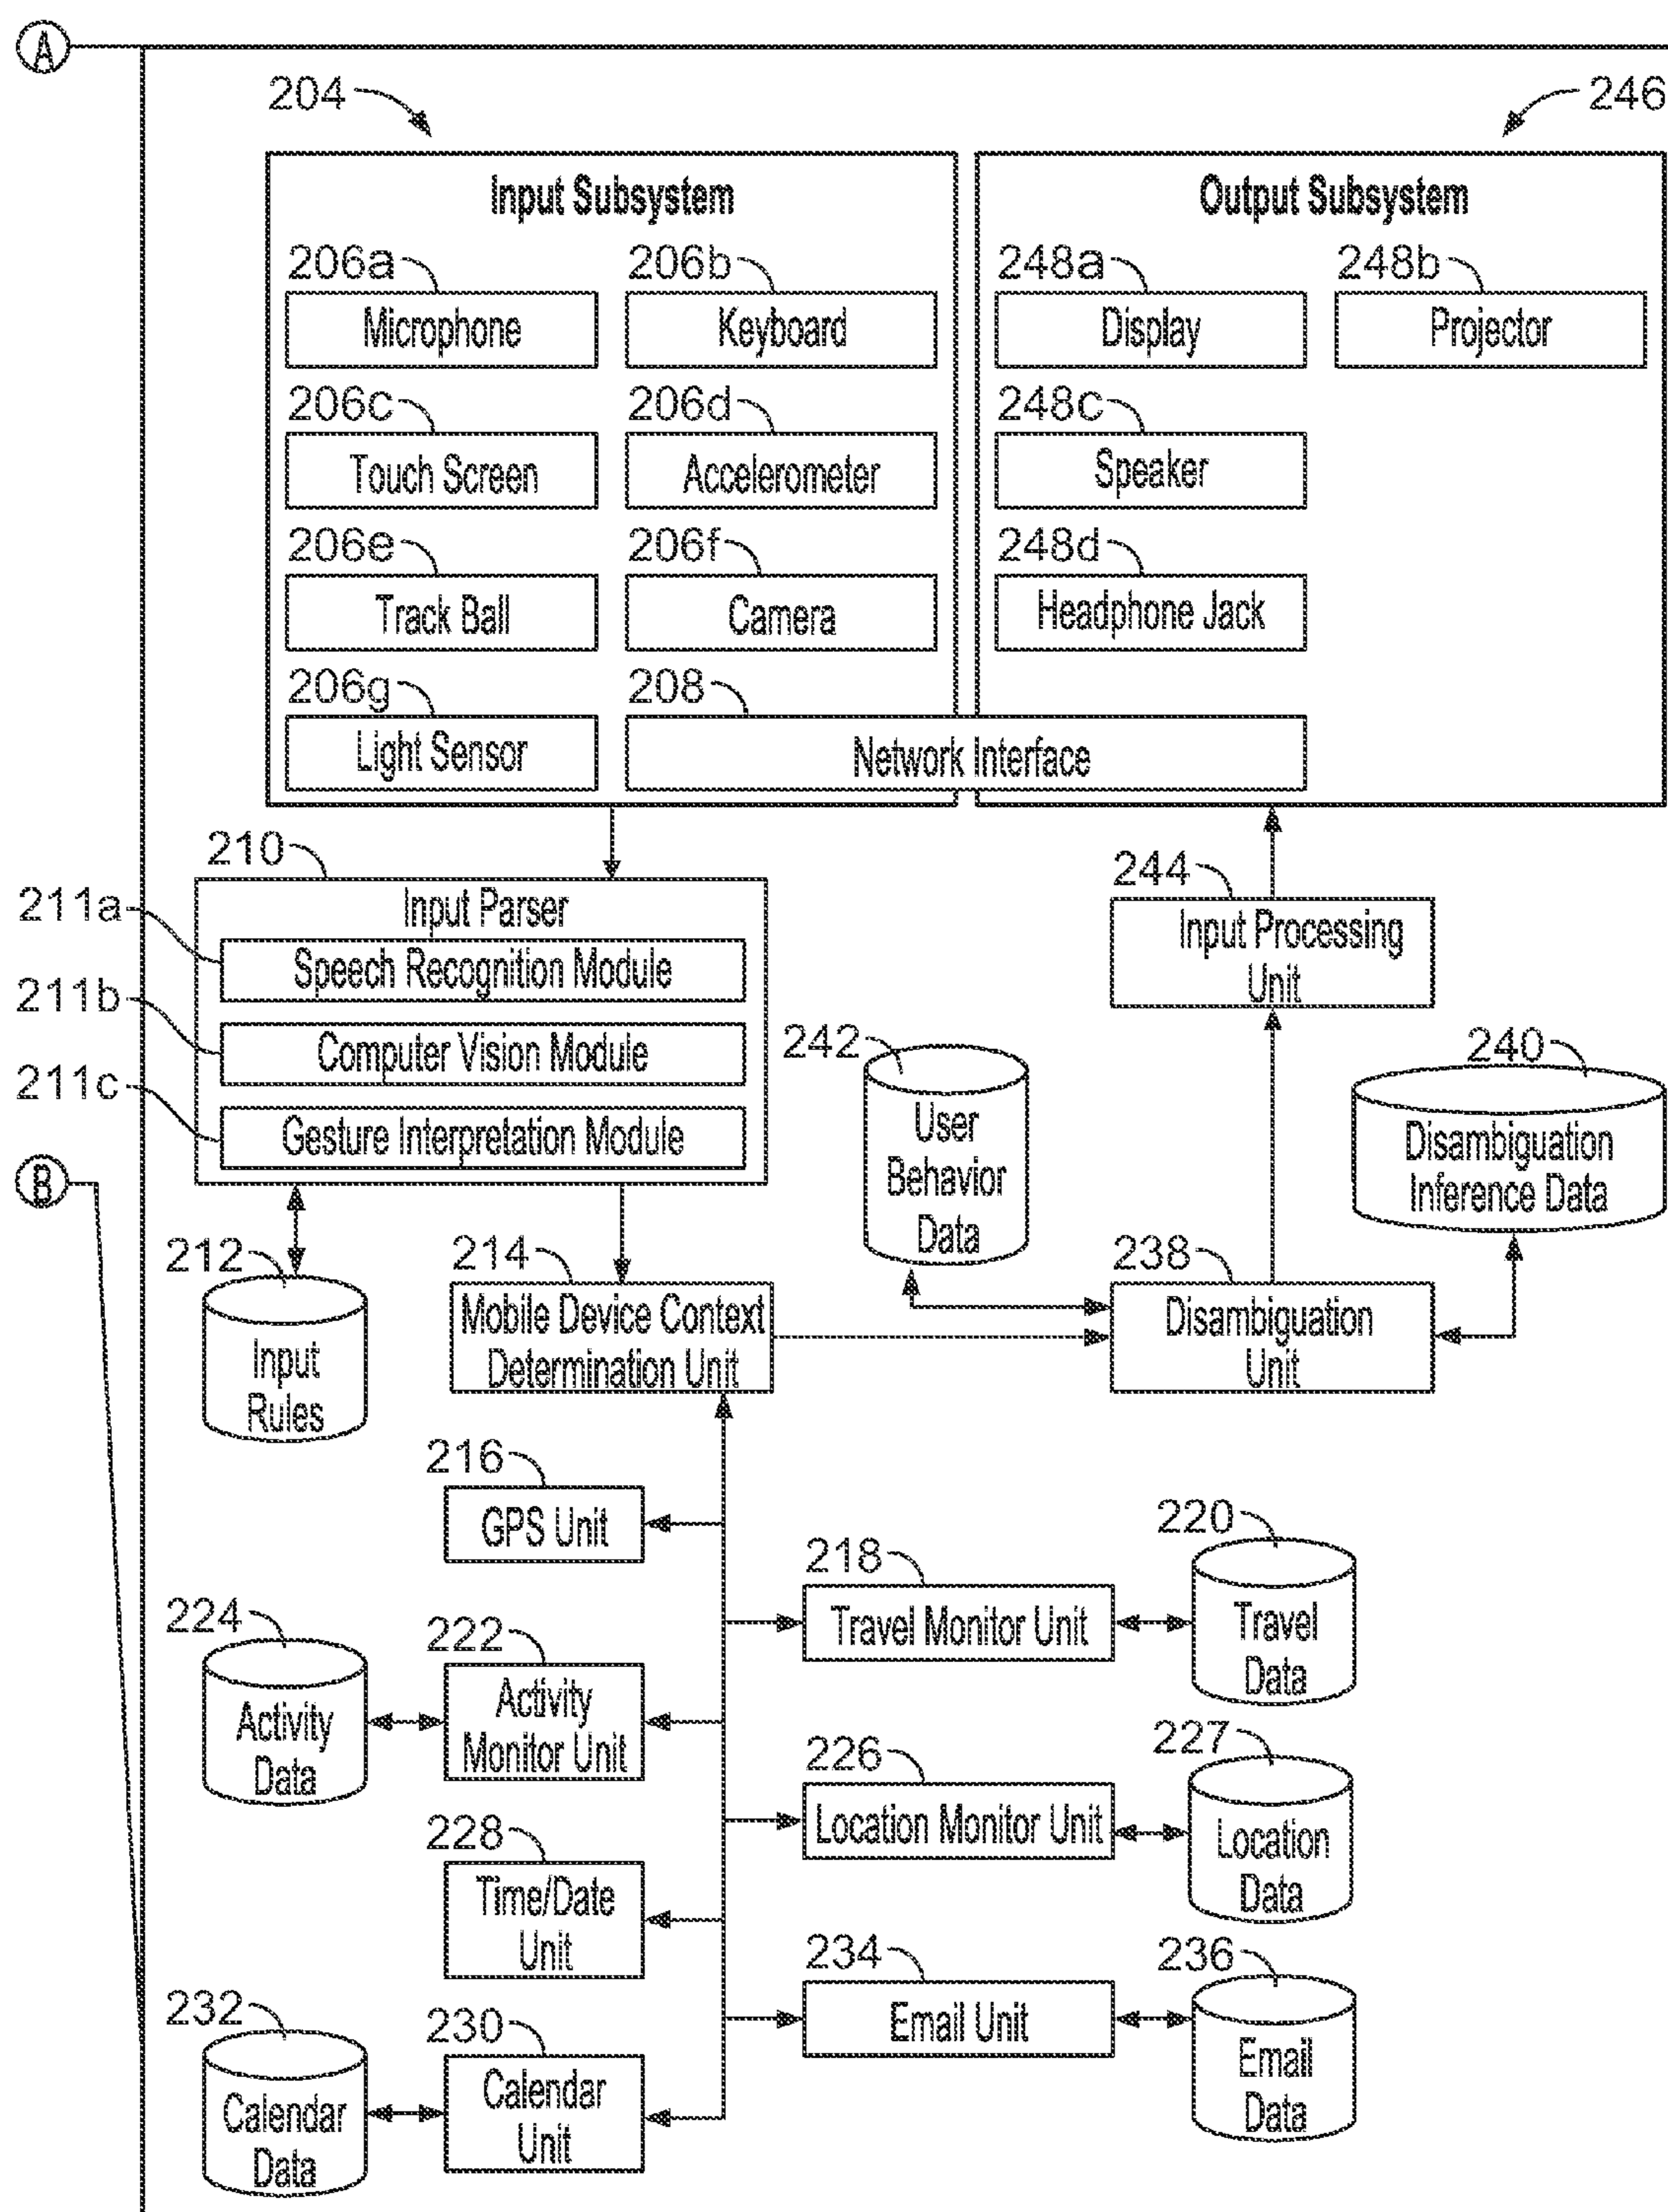 A
204
246
Input Subsystem
Output Subsystem
206a
206b
248a
248b
Microphone
Keyboard
Display
Projector
206c
206d
248c
Touch Screen
Accelerometer
Speaker
206e
206f
248d
Track Ball
Camera
Headphone Jack
206g
208
Light Sensor
Network Interface
210
244
211a
Input Parser
Input Processing
Unit
Speech Recognition Module
211b
Computer Vision Module
242
240
211c
Gesture Interpretation Module
User
Behavior
Data
Disambiguation
Inference Data
B
212
214
238
Input
Rules
Mobile Device Context
Determination Unit
Disambiguation
Unit
216
GPS Unit
218
220
Travel Monitor Unit
Travel
Data
224
222
Activity
Data
Activity
Monitor Unit
226
227
Location Monitor Unit
Location
Data
228
Time/Date
Unit
234
236
Email Unit
Email
Data
232
230
Calendar
Data
Calendar
Unit